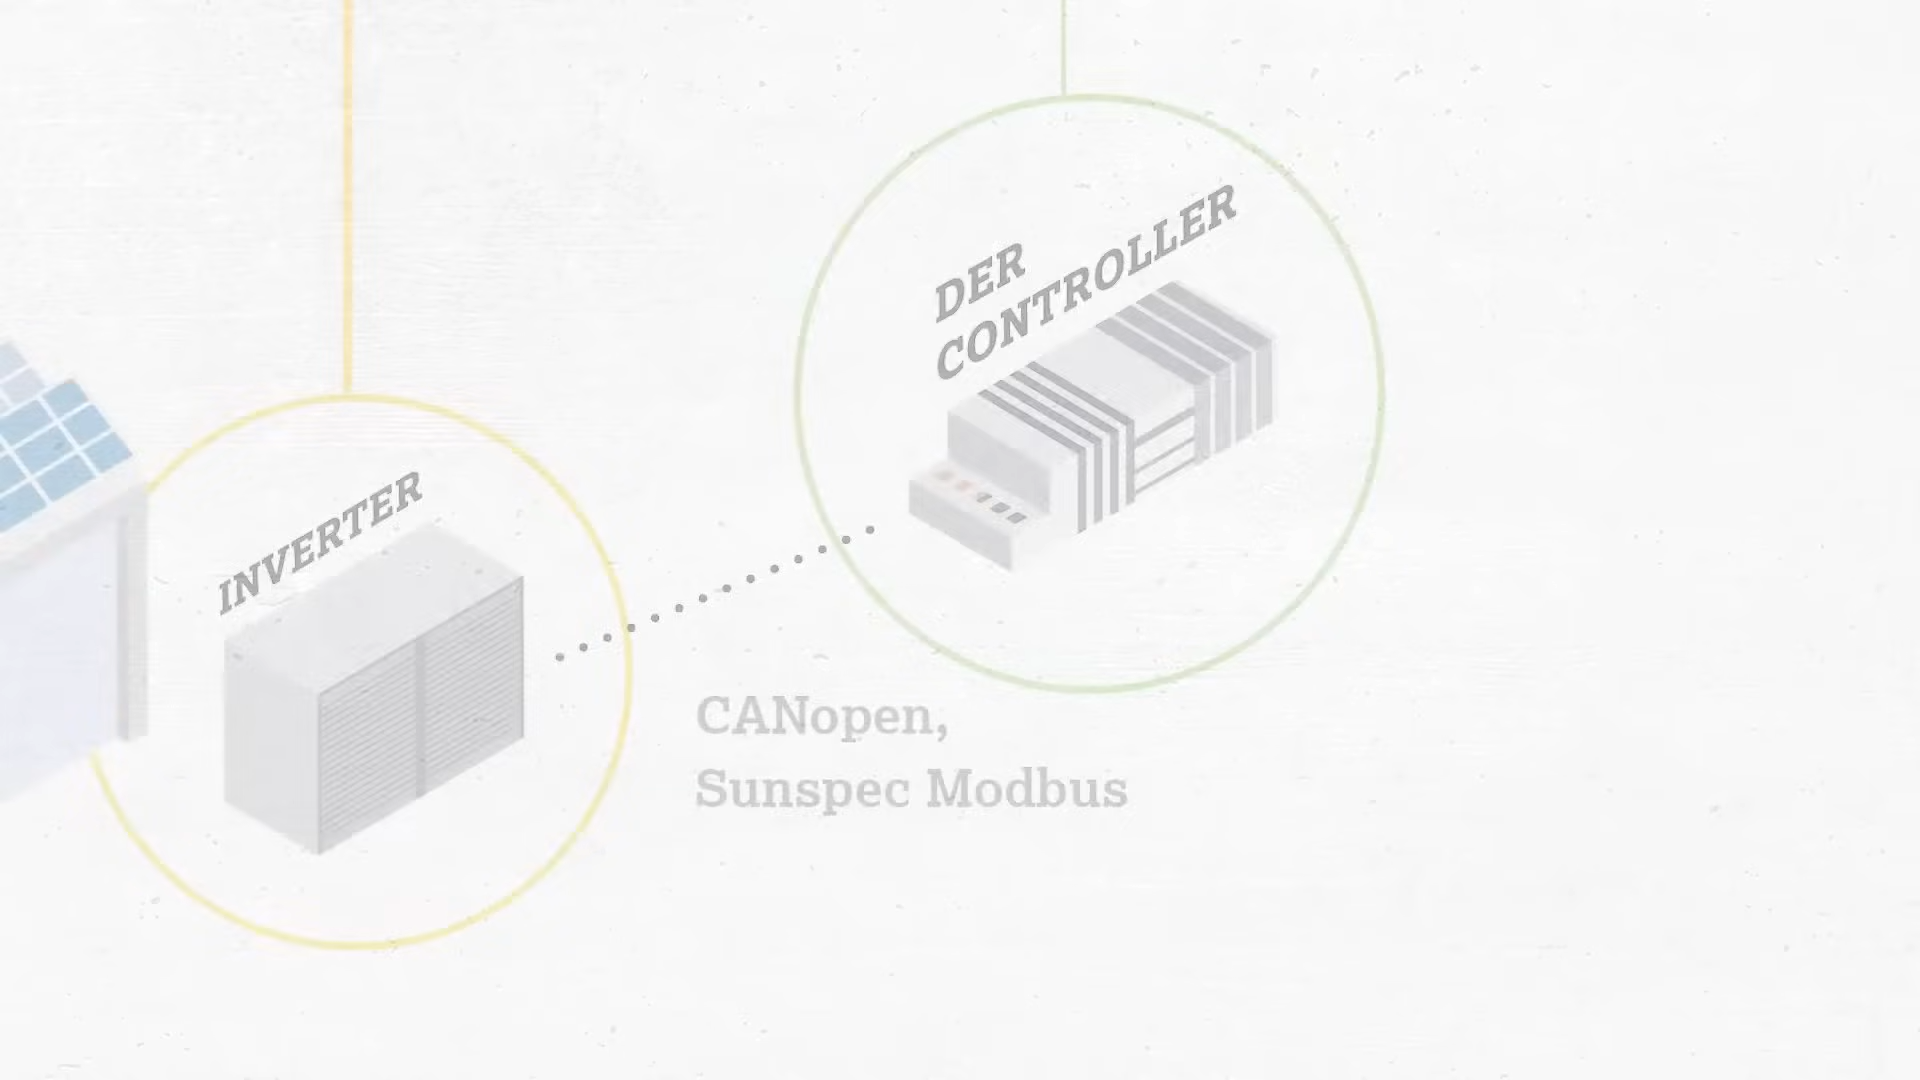 DER
CONTROLLER
INVERTER
CANopen,
Sunspec Modbus